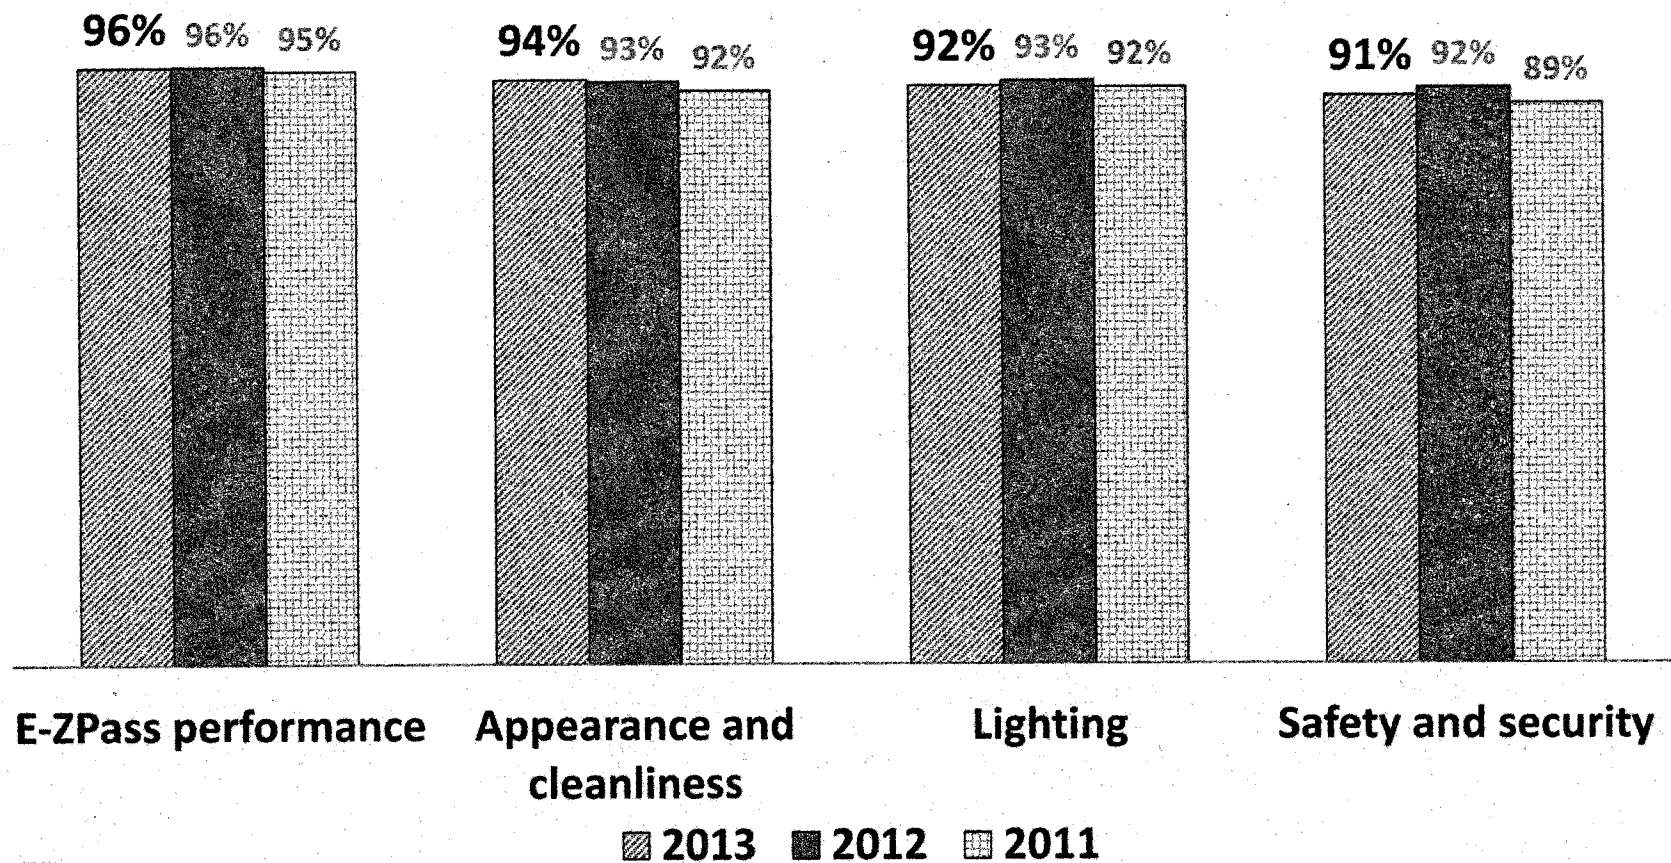 96% 96% 95%
94% 93% 92%
92% 93% 92%
91% 92% 89%
E-ZPass performance
Appearance and
cleanliness
Lighting
Safety and security
2013 2012 2011